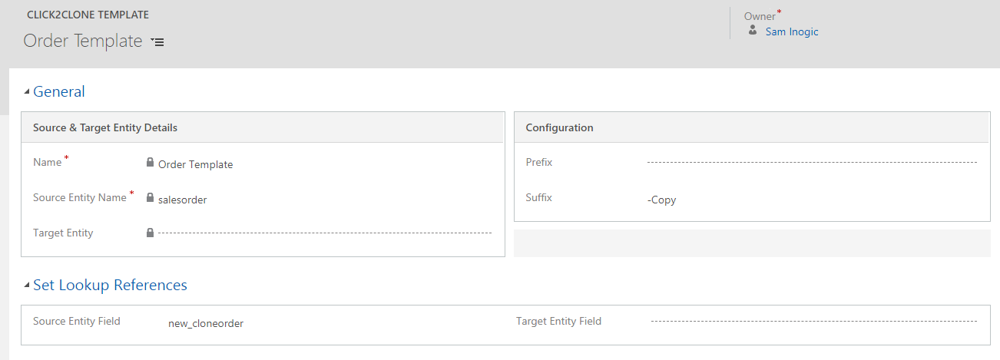 CLICK2CLONE TEMPLATE
Order Template
Owner*
Sam Inogic
General
Source & Target Entity Details
Name*
Order Template
Source Entity Name*
salesorder
Target Entity
Configuration
Prefix
Suffix
-Copy
Set Lookup References
Source Entity Field
new_cloneorder
Target Entity Field